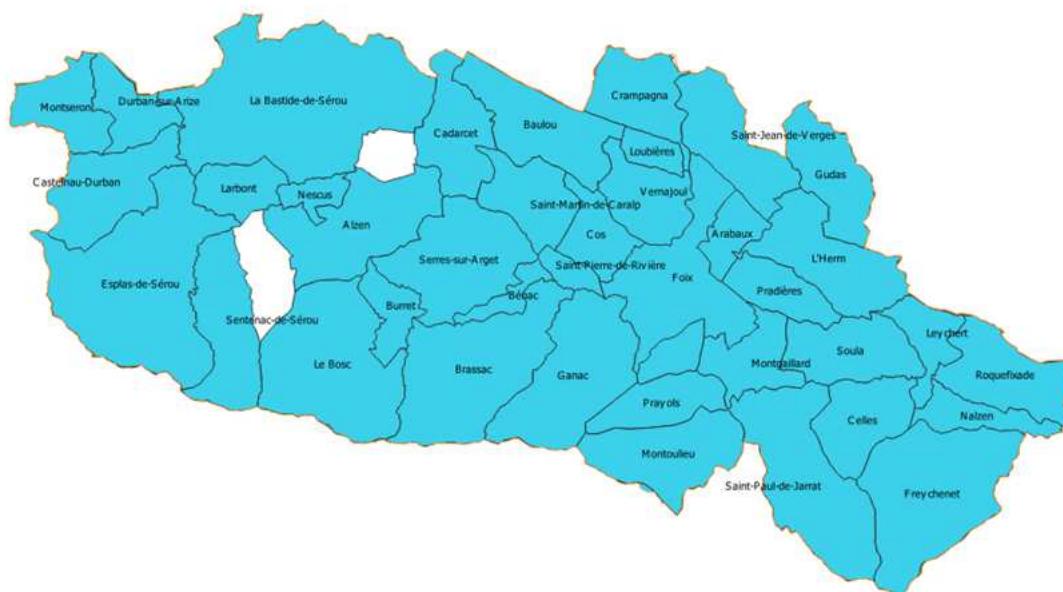 Crampagna
Montseron
Durban-sur-Arize
La Bastide-de-Sérou
Baulou
Cadarcet
Saint-Jean-de-Verges
Loubières
Gudas
Castelnau-Durban
Larbont
Nescus
Vernajoul
Saint-Martin-de-Caralp
Alzen
Cos
Arabaux
L'Herm
Serres-sur-Arget
Saint-Pierre-de-Rivière
Esplas-de-Sérou
Foix
Pradières
Bénac
Burret
Sentenac-de-Sérou
Leychert
Soula
Le Bosc
Brassac
Ganac
Montgaillard
Roquefixade
Prayols
Nalzen
Celles
Montoulieu
Saint-Paul-de-Jarrat
Freychenet